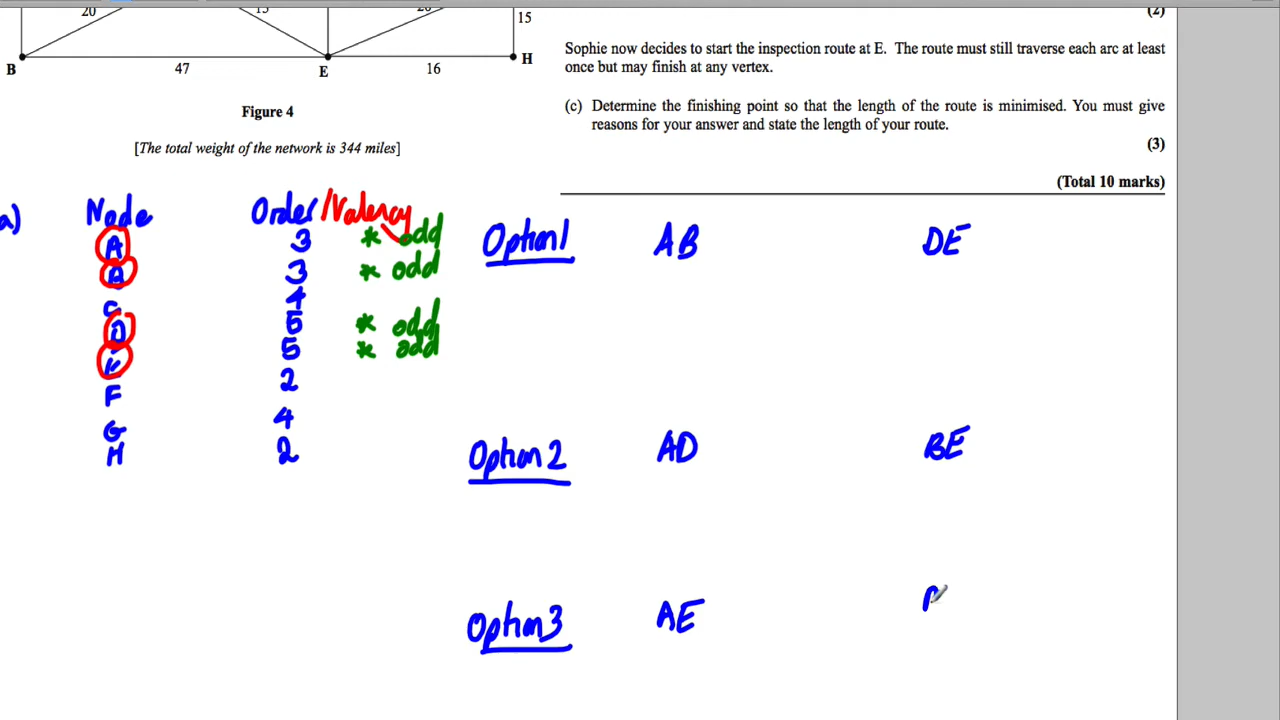 20
15
20
15
(2)
B
47
E
16
H
Figure 4
[The total weight of the network is 344 miles]
Sophie now decides to start the inspection route at E. The route must still traverse each arc at least
once but may finish at any vertex.
(c) Determine the finishing point so that the length of the route is minimised. You must give
reasons for your answer and state the length of your route.
(3)
(Total 10 marks)
a) Node Order/Valency
A 3 * odd
B 3 * odd
C 4
D 5 * odd
E 5 * odd
F 2
G 4
H 2
Option 1 AB DE
Option 2 AD BE
Option 3 AE